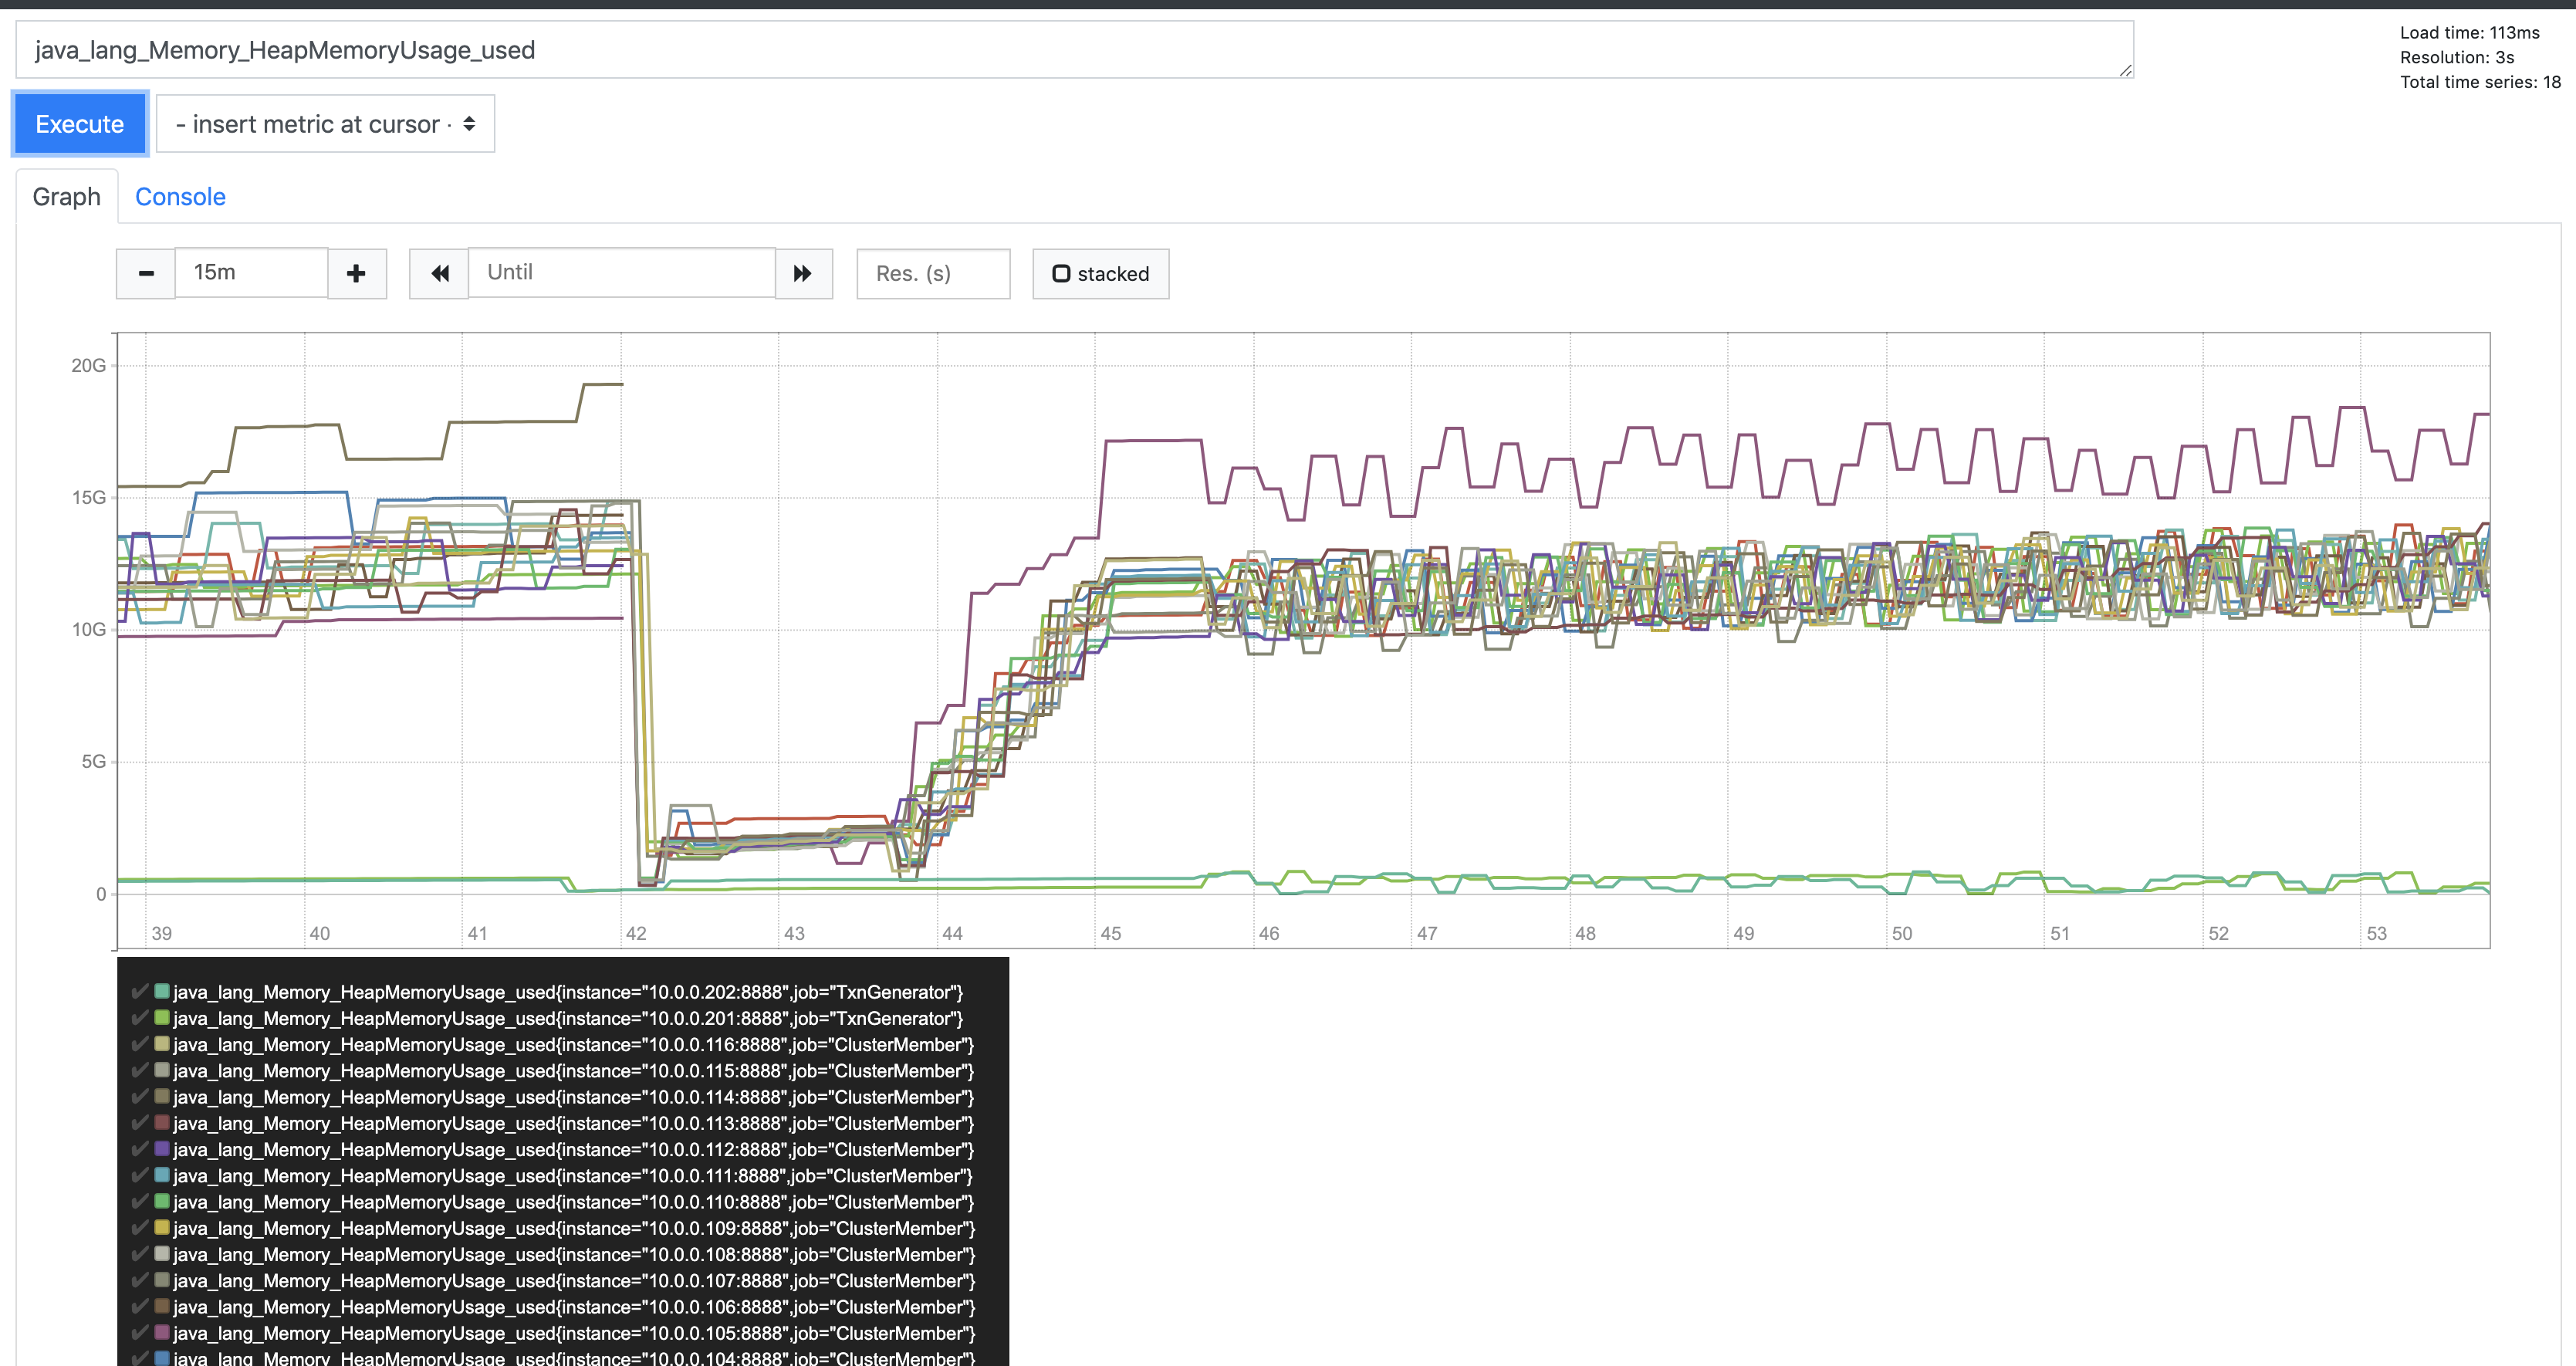 java_lang_Memory_HeapMemoryUsage_used
Load time: 113ms
Resolution: 3s
Total time series: 18
Execute
- insert metric at cursor -
Graph Console
15m Until Res. (s) stacked
20G
15G
10G
5G
0
39 40 41 42 43 44 45 46 47 48 49 50 51 52 53
java_lang_Memory_HeapMemoryUsage_used{instance="10.0.0.202:8888",job="TxnGenerator"}
java_lang_Memory_HeapMemoryUsage_used{instance="10.0.0.201:8888",job="TxnGenerator"}
java_lang_Memory_HeapMemoryUsage_used{instance="10.0.0.116:8888",job="ClusterMember"}
java_lang_Memory_HeapMemoryUsage_used{instance="10.0.0.115:8888",job="ClusterMember"}
java_lang_Memory_HeapMemoryUsage_used{instance="10.0.0.114:8888",job="ClusterMember"}
java_lang_Memory_HeapMemoryUsage_used{instance="10.0.0.113:8888",job="ClusterMember"}
java_lang_Memory_HeapMemoryUsage_used{instance="10.0.0.112:8888",job="ClusterMember"}
java_lang_Memory_HeapMemoryUsage_used{instance="10.0.0.111:8888",job="ClusterMember"}
java_lang_Memory_HeapMemoryUsage_used{instance="10.0.0.110:8888",job="ClusterMember"}
java_lang_Memory_HeapMemoryUsage_used{instance="10.0.0.109:8888",job="ClusterMember"}
java_lang_Memory_HeapMemoryUsage_used{instance="10.0.0.108:8888",job="ClusterMember"}
java_lang_Memory_HeapMemoryUsage_used{instance="10.0.0.107:8888",job="ClusterMember"}
java_lang_Memory_HeapMemoryUsage_used{instance="10.0.0.106:8888",job="ClusterMember"}
java_lang_Memory_HeapMemoryUsage_used{instance="10.0.0.105:8888",job="ClusterMember"}
java_lang_Memory_HeapMemoryUsage_used{instance="10.0.0.104:8888",job="ClusterMember"}